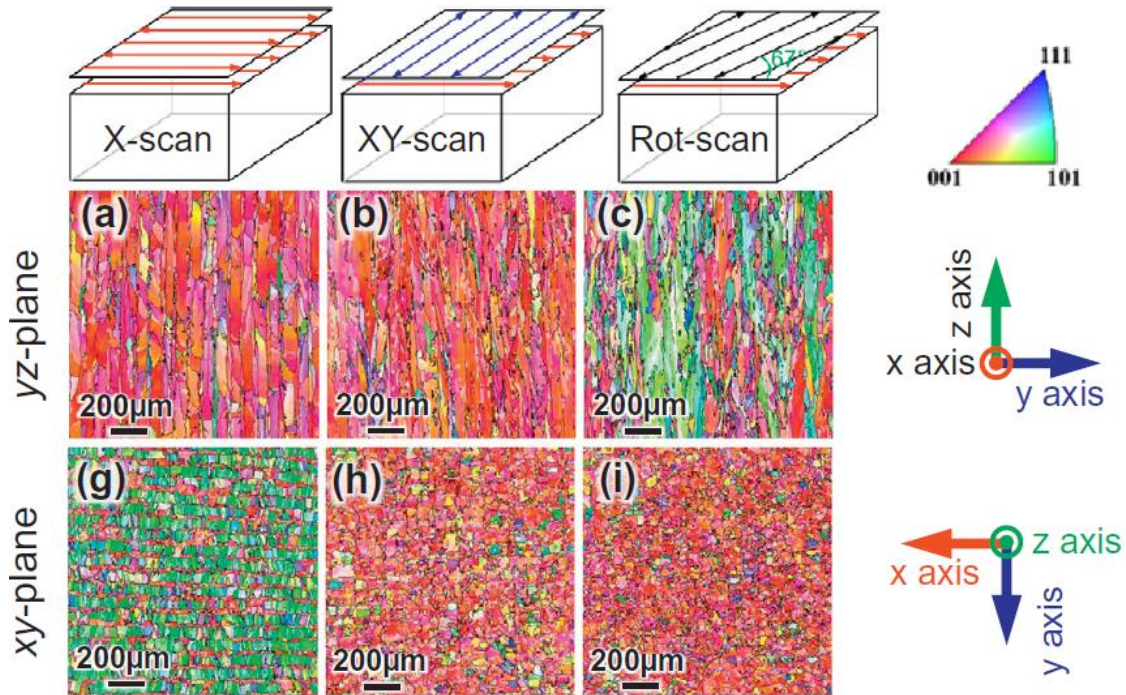 67°
X-scan
XY-scan
Rot-scan
111
001
101
yz-plane
(a)
(b)
(c)
200μm
200μm
200μm
z axis
x axis
y axis
xy-plane
(g)
(h)
(i)
200μm
200μm
200μm
z axis
x axis
y axis